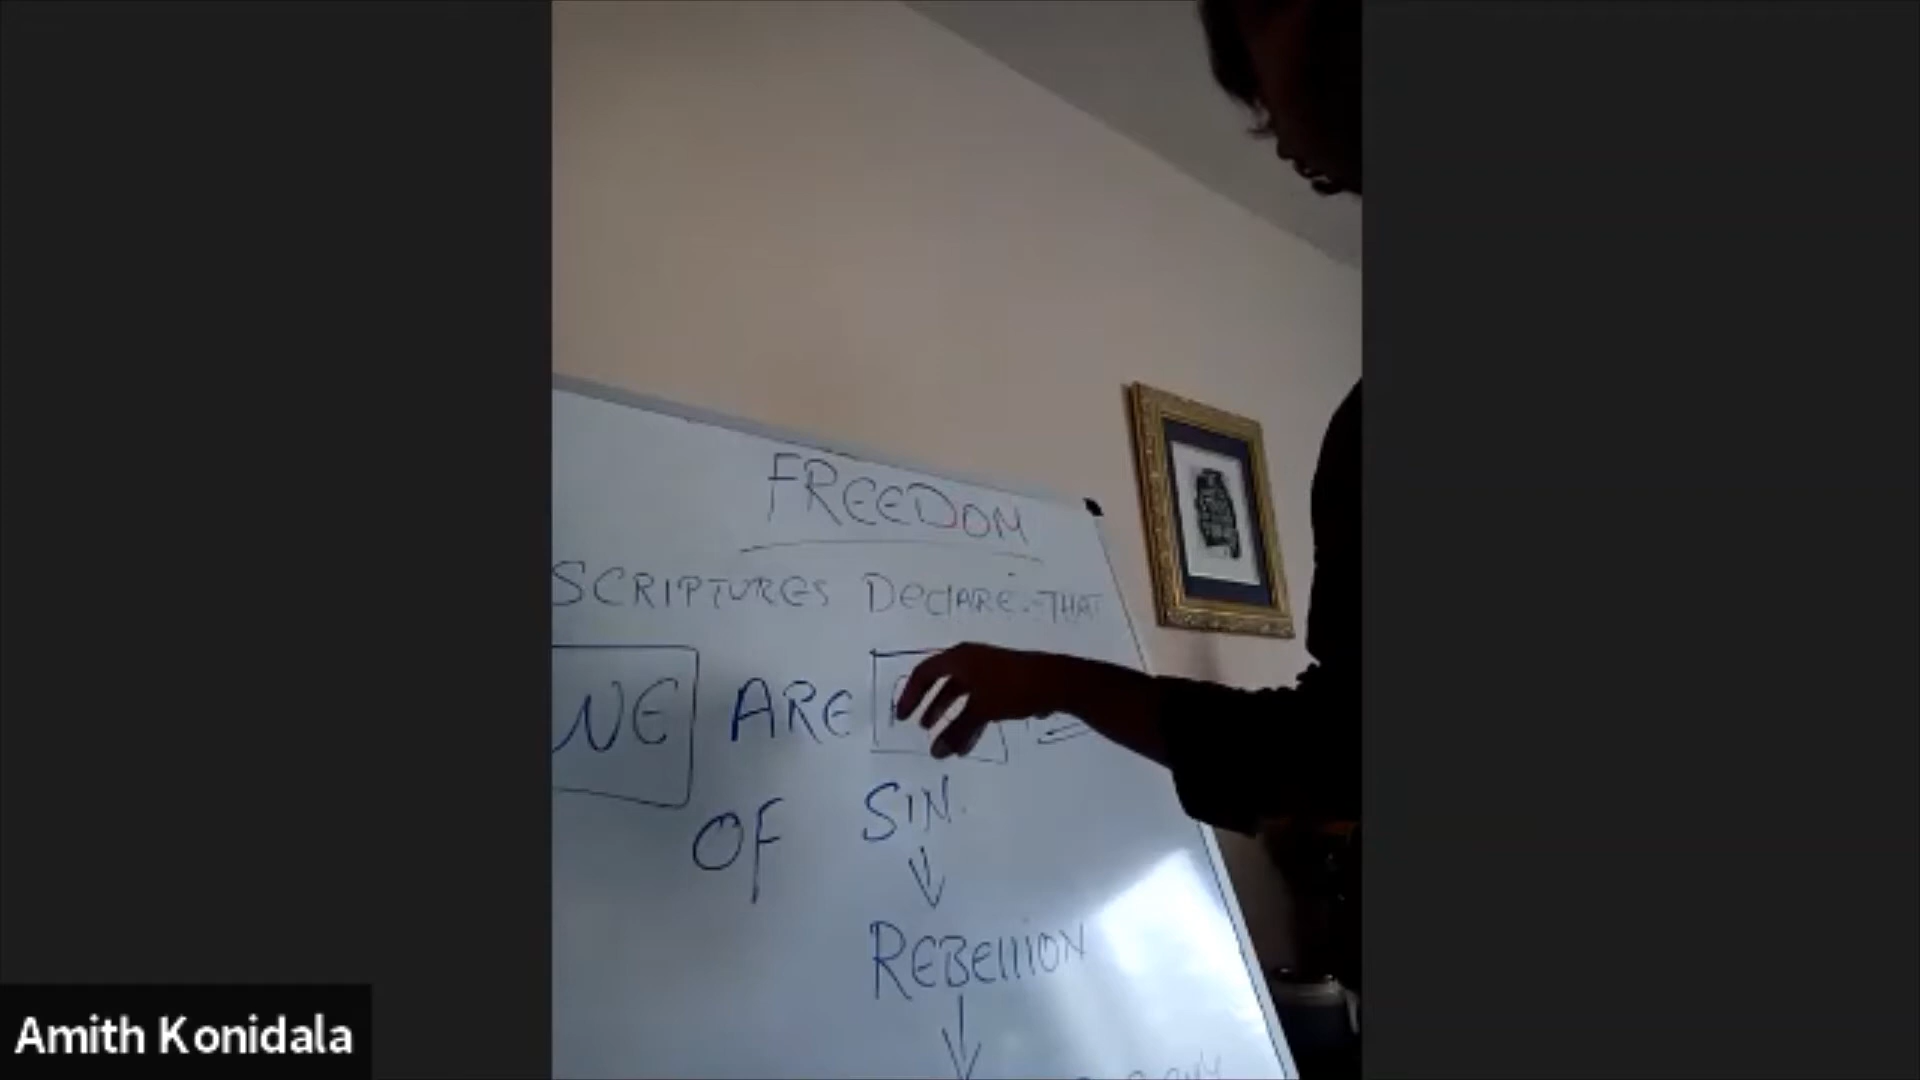 FREEDOM
SCRIPTURES DEClARE:-THAT
WE ARE
OF SIN.
REBEllION
Amith Konidala